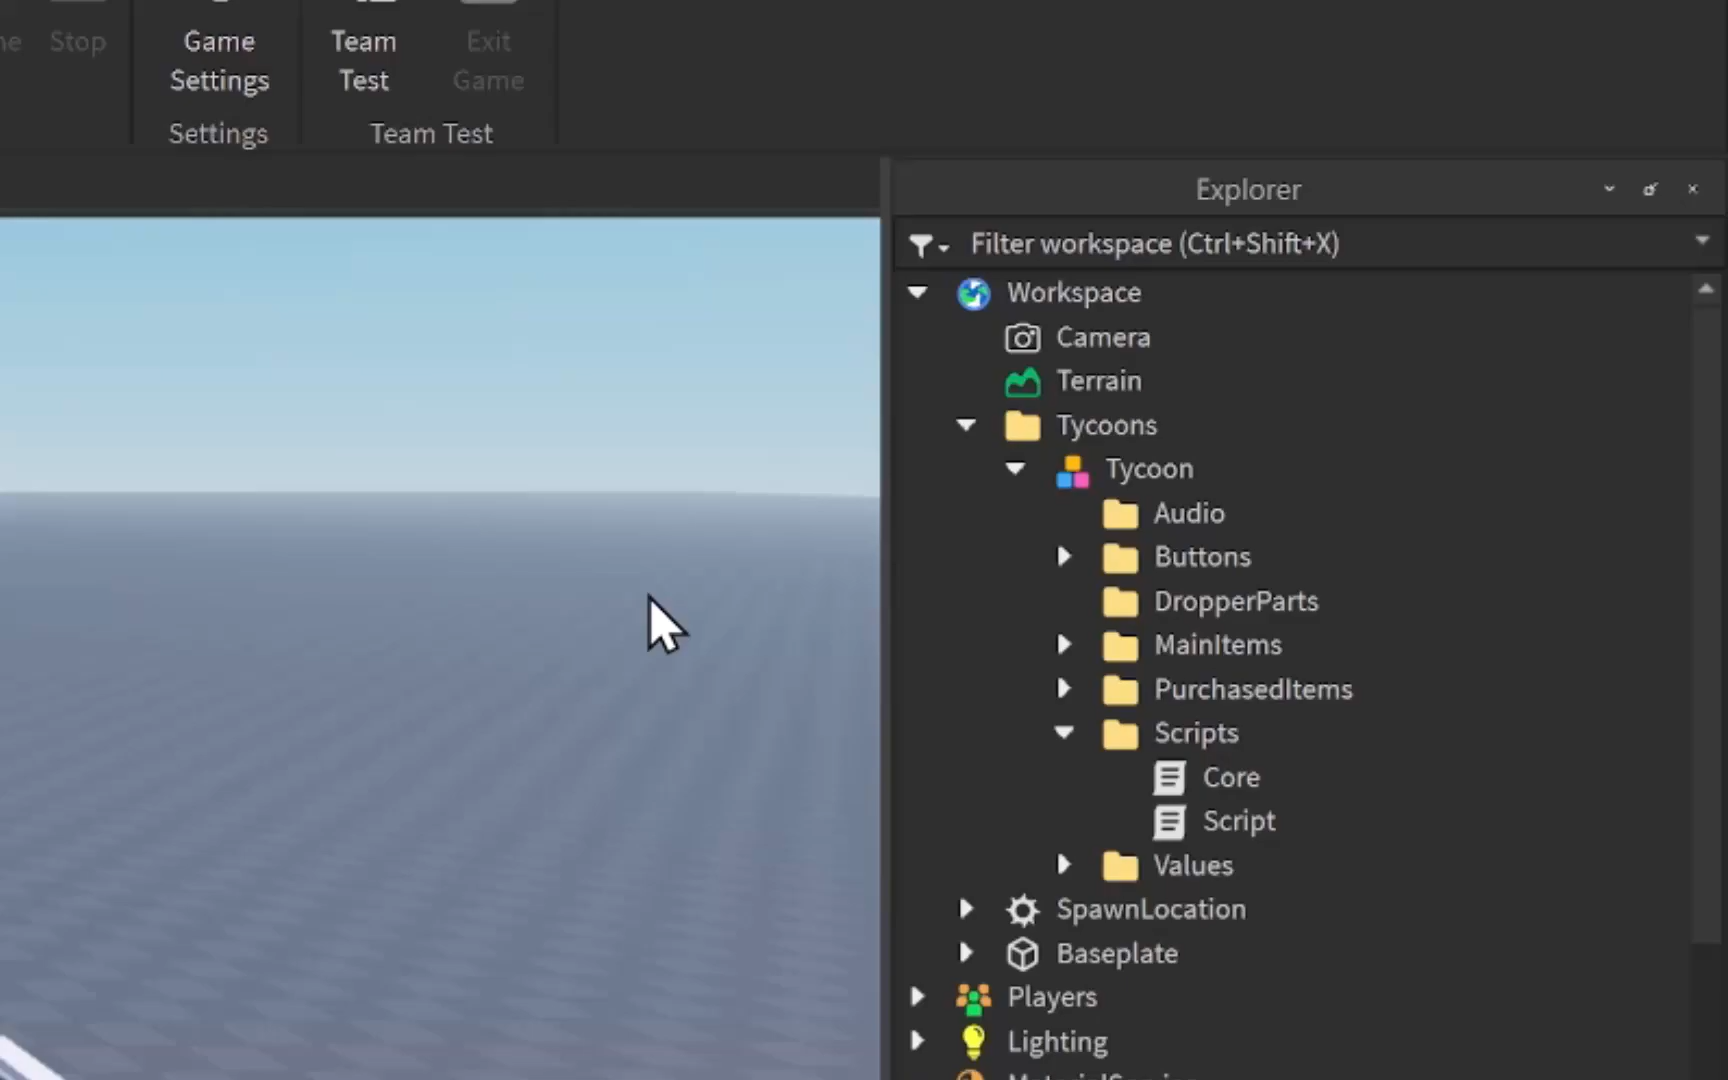 Stop
Game
Settings
Team
Test
Exit
Game
Settings
Team Test
Explorer
Filter workspace (Ctrl+Shift+X)
Workspace
Camera
Terrain
Tycoons
Tycoon
Audio
Buttons
DropperParts
MainItems
PurchasedItems
Scripts
Core
Script
Values
SpawnLocation
Baseplate
Players
Lighting